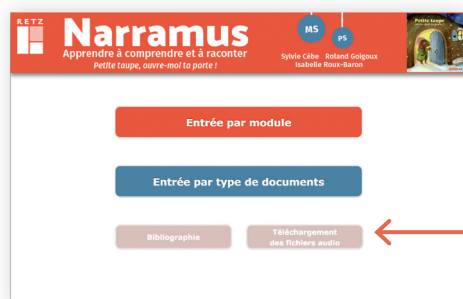 RETZ
Narramus
Apprendre à comprendre et à raconter
Petite taupe, ouvre-moi ta porte !
MS
PS
Sylvie Cèbe Roland Goigoux
Isabelle Roux-Baron
Petite taupe
Entrée par module
Entrée par type de documents
Bibliographie
Téléchargement
des fichiers audio